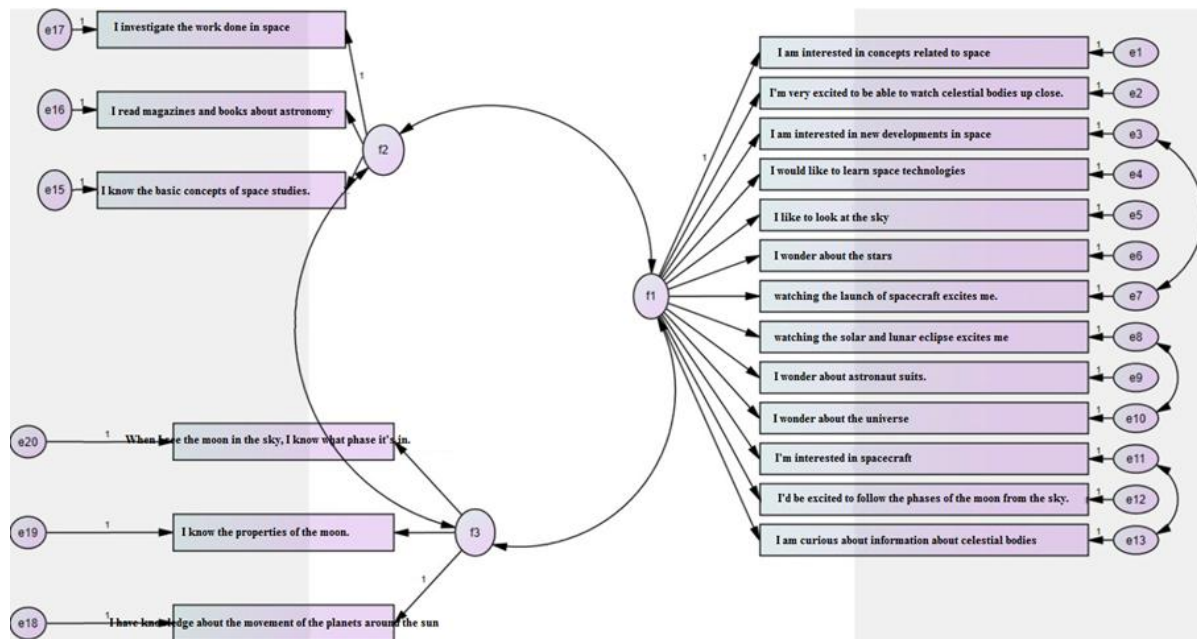 e17
1
I investigate the work done in space
e16
1
I read magazines and books about astronomy
e15
1
I know the basic concepts of space studies.
1
f2
e20
1
When I see the moon in the sky, I know what phase it's in.
e19
1
I know the properties of the moon.
e18
1
I have knowledge about the movement of the planets around the sun
1
f3
f1
1
I am interested in concepts related to space
1
e1
I'm very excited to be able to watch celestial bodies up close.
1
e2
I am interested in new developments in space
1
e3
I would like to learn space technologies
1
e4
I like to look at the sky
1
e5
I wonder about the stars
1
e6
watching the launch of spacecraft excites me.
1
e7
watching the solar and lunar eclipse excites me
1
e8
I wonder about astronaut suits.
1
e9
I wonder about the universe
1
e10
I'm interested in spacecraft
1
e11
I'd be excited to follow the phases of the moon from the sky.
1
e12
I am curious about information about celestial bodies
1
e13